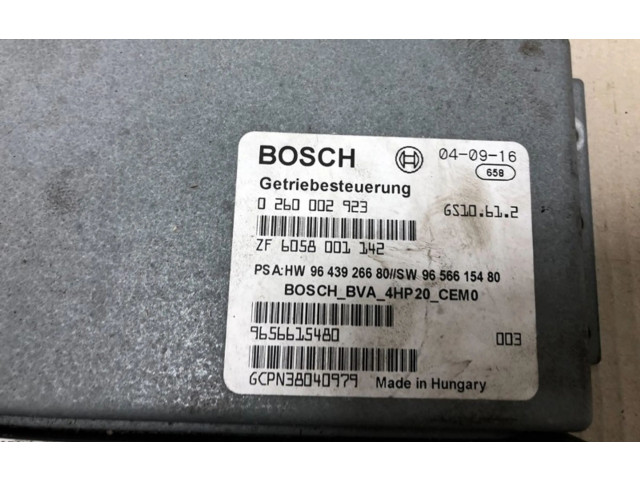 BOSCH 04-09-16
658
Getriebesteuerung
0 260 002 923 GS10.61.2
ZF 6058 001 142
PSA:HW 96 439 266 80//SW 96 566 154 80
BOSCH_BVA_4HP20_CEM0
9656615480 003
GCPN38040979 Made in Hungary